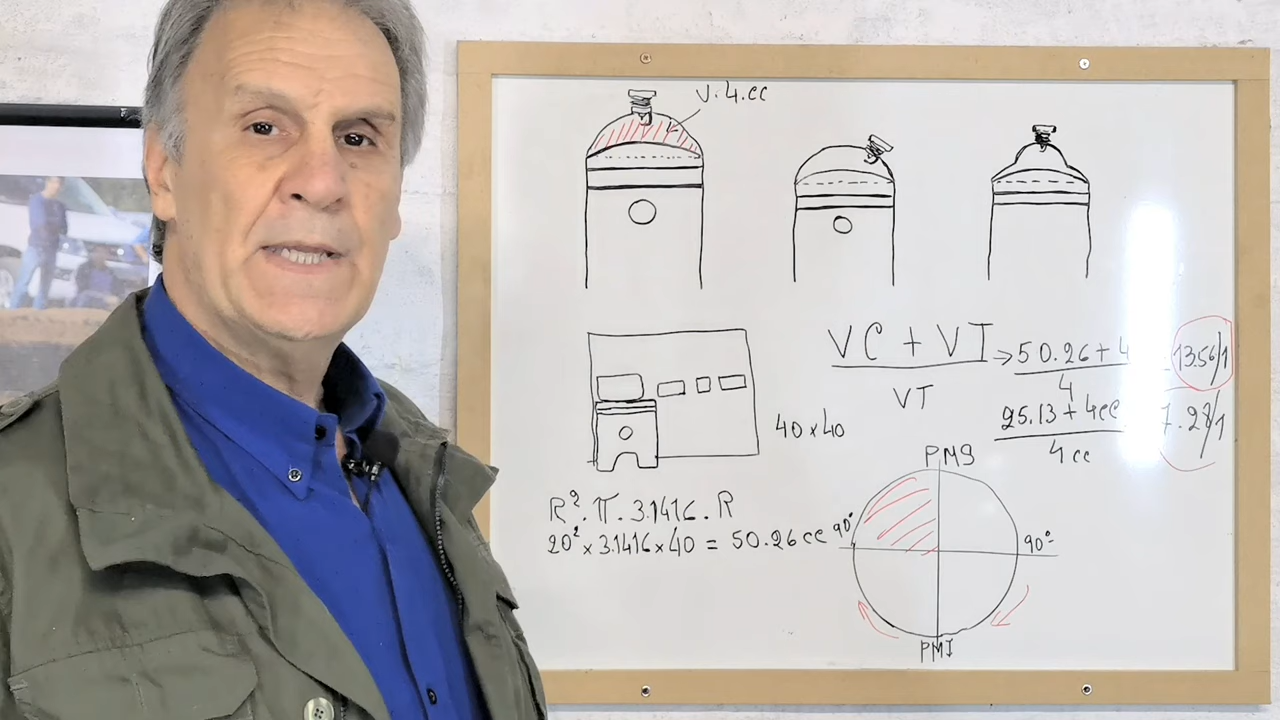 V.4.cc
VC + VT
VT
→ 50.26 + 4
4
13.56/1
25.13 + 4cc
4 cc
7.28/1
40 x 40
R². π. 3.1416. R
20² x 3.1416 x 40 = 50.26 cc
PMS
90°
90°
PMI